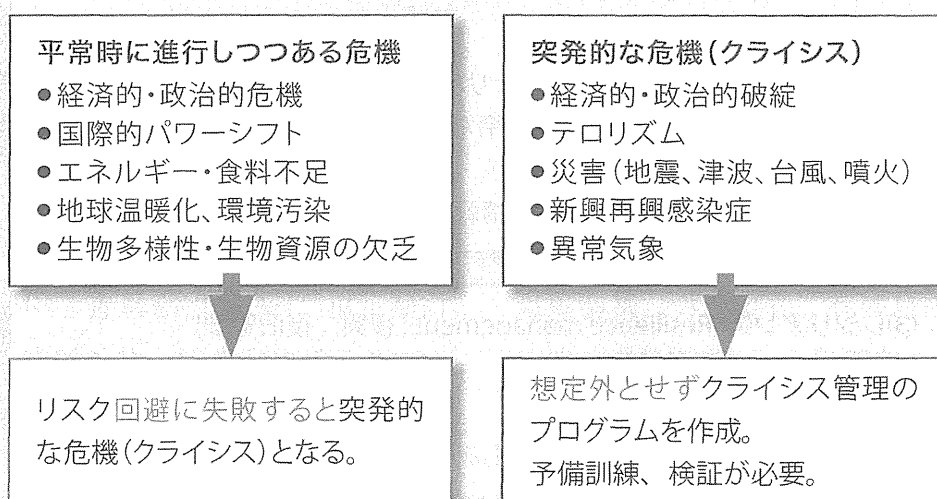 平常時に進行しつつある危機
●経済的・政治的危機
●国際的パワーシフト
●エネルギー・食料不足
●地球温暖化、環境汚染
●生物多様性・生物資源の欠乏
リスク回避に失敗すると突発的
な危機(クライシス)となる。
突発的な危機(クライシス)
●経済的・政治的破綻
●テロリズム
●災害(地震、津波、台風、噴火)
●新興再興感染症
●異常気象
想定外とせずクライシス管理の
プログラムを作成。
予備訓練、検証が必要。